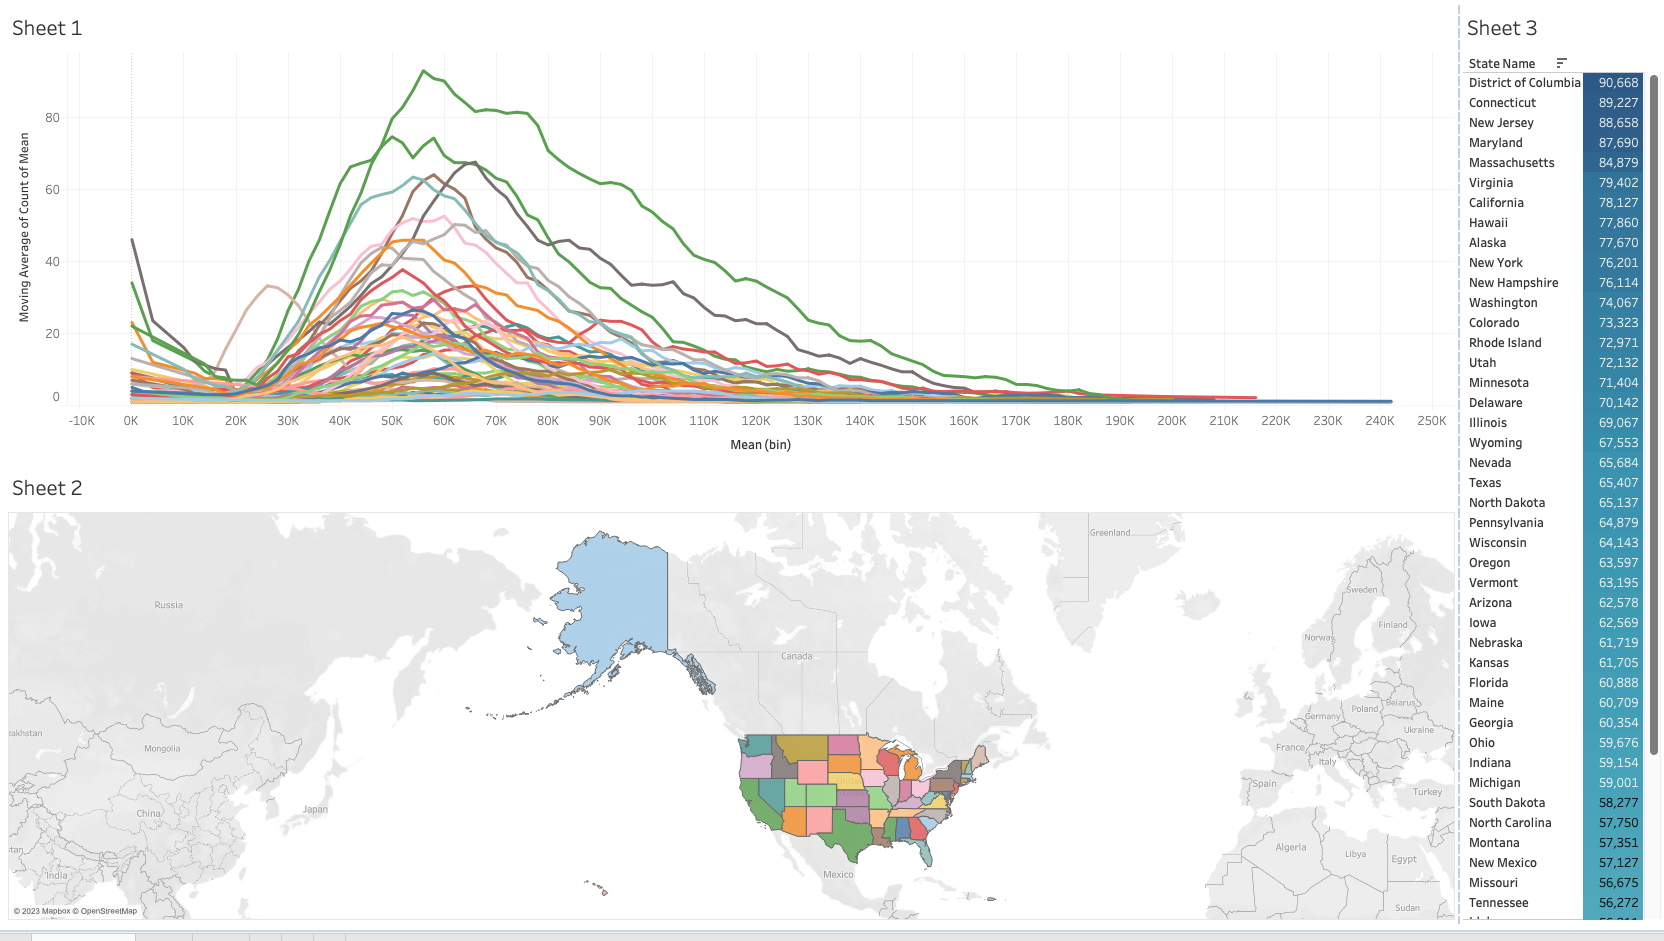 Sheet 1
Moving Average of Count of Mean
80
60
40
20
0
-10K 0K 10K 20K 30K 40K 50K 60K 70K 80K 90K 100K 110K 120K 130K 140K 150K 160K 170K 180K 190K 200K 210K 220K 230K 240K 250K
Mean (bin)
Sheet 2
Greenland
Russia
Sweden
Finland
Norway
Canada
Poland
Belarus
Germany
Ukraine
zakhstan
Mongolia
France
Italy
Spain
Turkey
Japan
China
Algeria
Libya
Egypt
stan
India
Mexico
Sudan
© 2023 Mapbox © OpenStreetMap
Sheet 3
State Name
District of Columbia 90,668
Connecticut 89,227
New Jersey 88,658
Maryland 87,690
Massachusetts 84,879
Virginia 79,402
California 78,127
Hawaii 77,860
Alaska 77,670
New York 76,201
New Hampshire 76,114
Washington 74,067
Colorado 73,323
Rhode Island 72,971
Utah 72,132
Minnesota 71,404
Delaware 70,142
Illinois 69,067
Wyoming 67,553
Nevada 65,684
Texas 65,407
North Dakota 65,137
Pennsylvania 64,879
Wisconsin 64,143
Oregon 63,597
Vermont 63,195
Arizona 62,578
Iowa 62,569
Nebraska 61,719
Kansas 61,705
Florida 60,888
Maine 60,709
Georgia 60,354
Ohio 59,676
Indiana 59,154
Michigan 59,001
South Dakota 58,277
North Carolina 57,750
Montana 57,351
New Mexico 57,127
Missouri 56,675
Tennessee 56,272